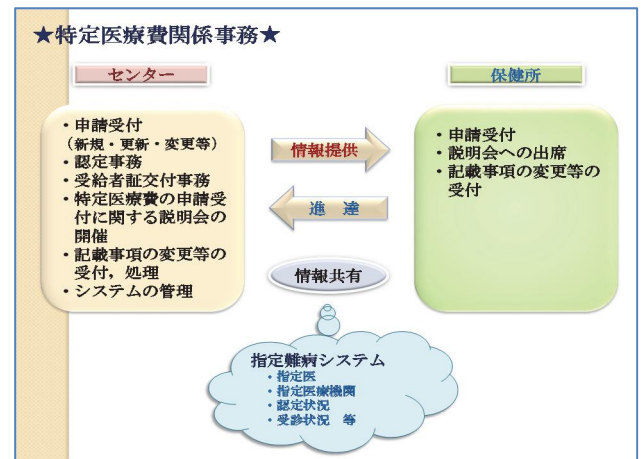 ★特定医療費関係事務★
センター
・申請受付
（新規・更新・変更等）
・認定事務
・受給者証交付事務
・特定医療費の申請受
付に関する説明会の
開催
・記載事項の変更等の
受付，処理
・システムの管理
情報提供
進　達
情報共有
保健所
・申請受付
・説明会への出席
・記載事項の変更等の
受付
指定難病システム
・指定医
・指定医療機関
・認定状況
・受診状況　等